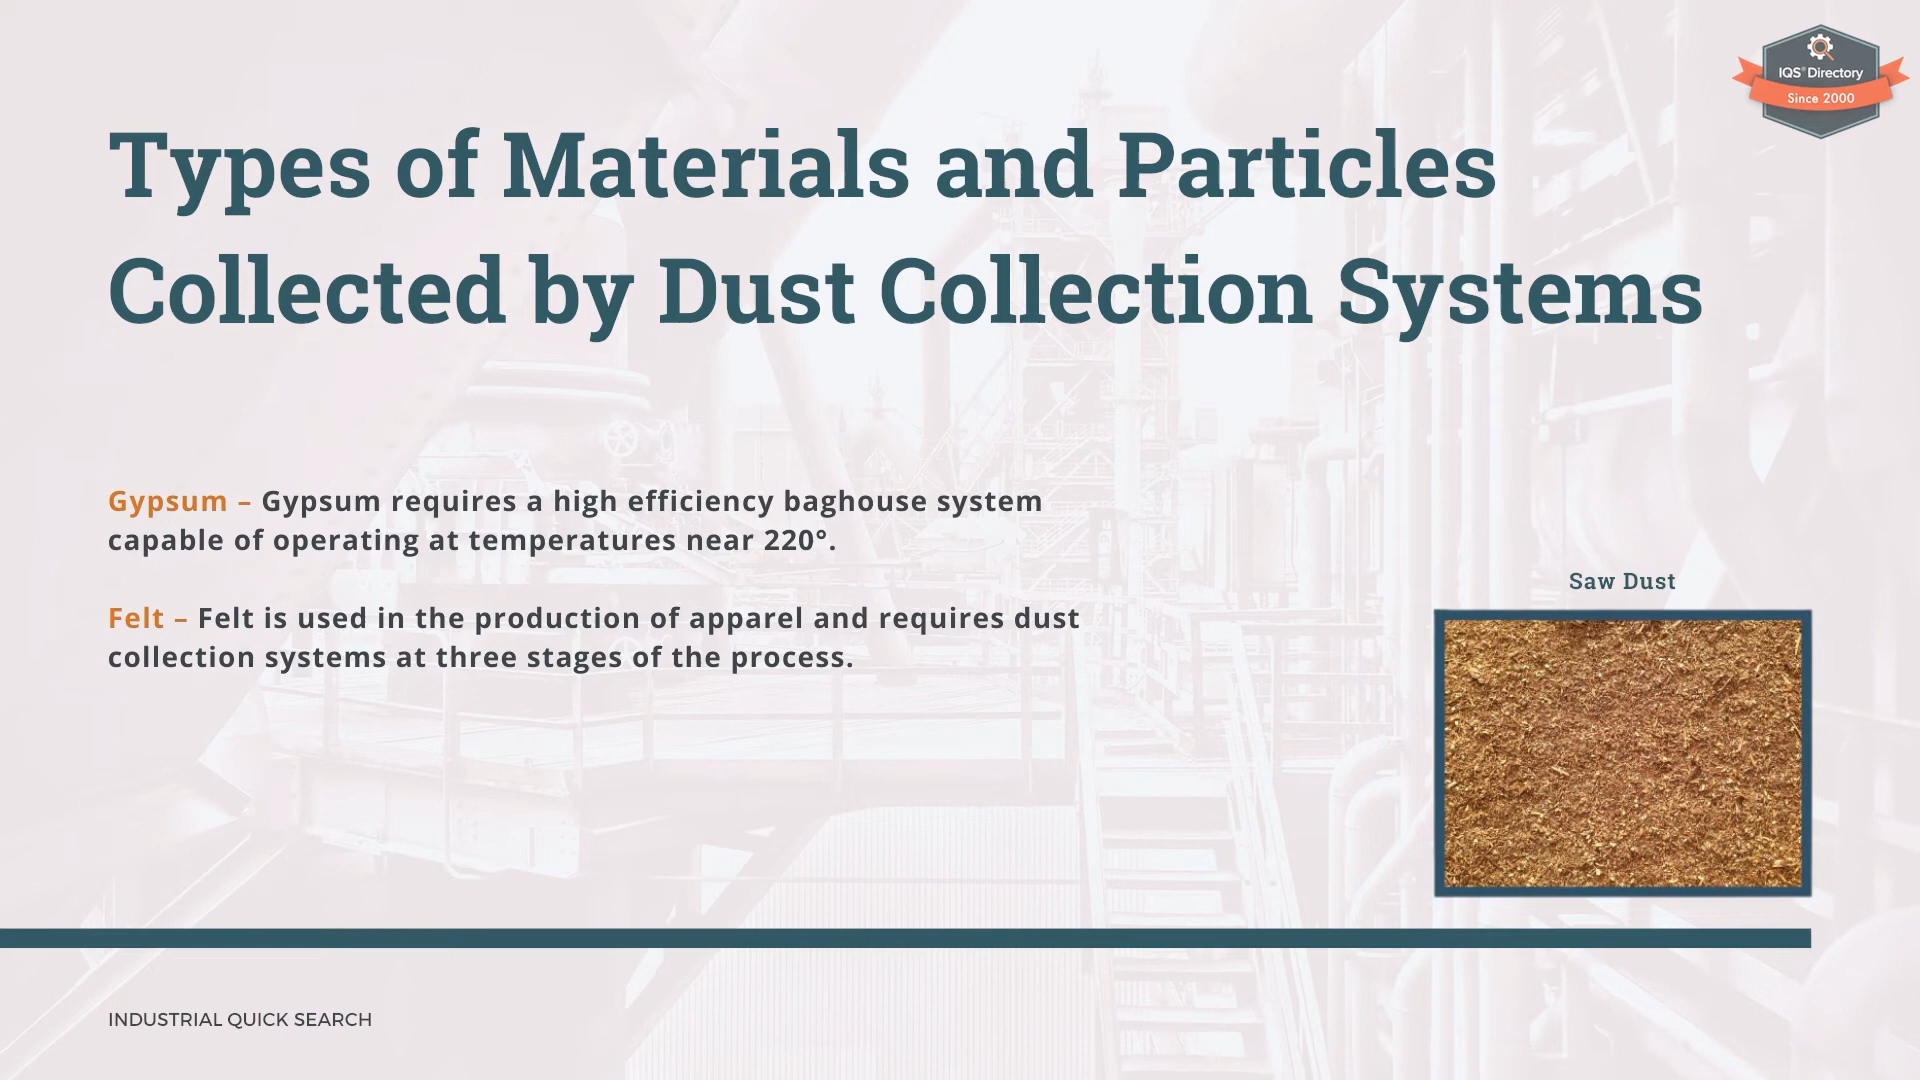 IQS® Directory
Since 2000
Types of Materials and Particles
Collected by Dust Collection Systems
Gypsum – Gypsum requires a high efficiency baghouse system
capable of operating at temperatures near 220°.
Felt – Felt is used in the production of apparel and requires dust
collection systems at three stages of the process.
Saw Dust
INDUSTRIAL QUICK SEARCH